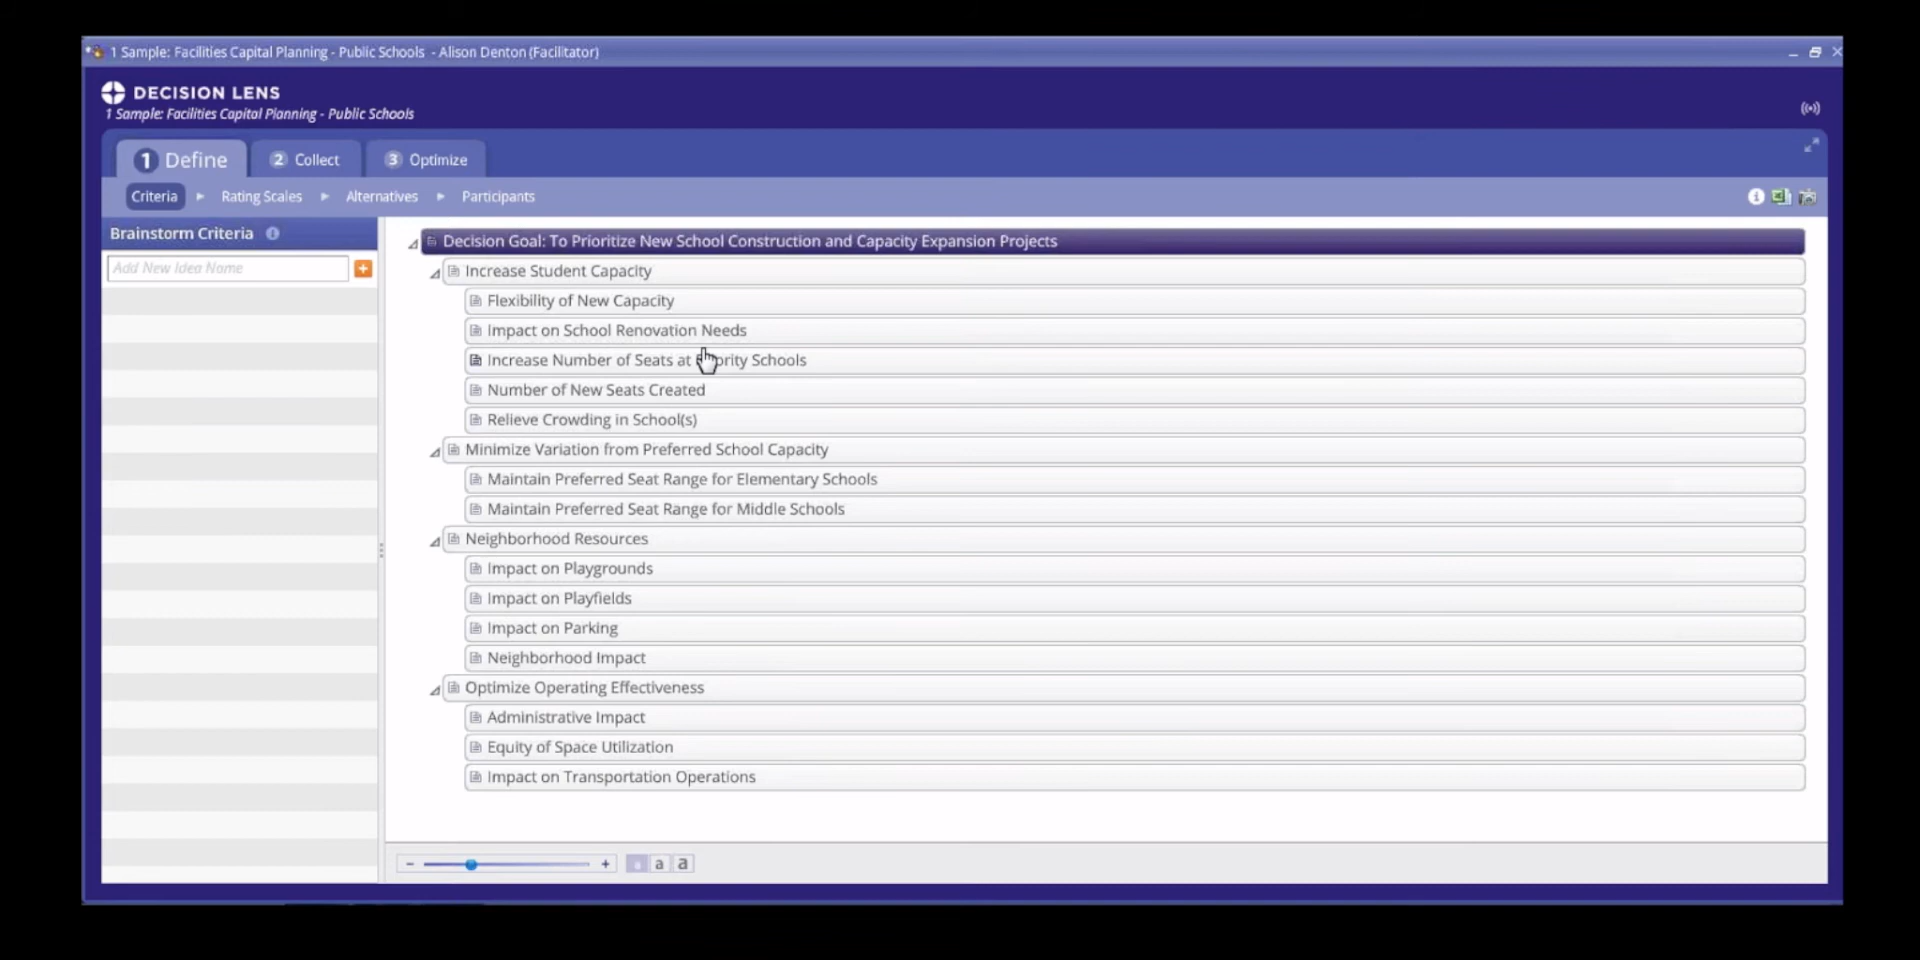 1 Sample: Facilities Capital Planning - Public Schools - Alison Denton (Facilitator)
DECISION LENS
1 Sample: Facilities Capital Planning - Public Schools
1 Define 2 Collect 3 Optimize
Criteria Rating Scales Alternatives Participants
Brainstorm Criteria
Add New Idea Name
Decision Goal: To Prioritize New School Construction and Capacity Expansion Projects
Increase Student Capacity
Flexibility of New Capacity
Impact on School Renovation Needs
Increase Number of Seats at Priority Schools
Number of New Seats Created
Relieve Crowding in School(s)
Minimize Variation from Preferred School Capacity
Maintain Preferred Seat Range for Elementary Schools
Maintain Preferred Seat Range for Middle Schools
Neighborhood Resources
Impact on Playgrounds
Impact on Playfields
Impact on Parking
Neighborhood Impact
Optimize Operating Effectiveness
Administrative Impact
Equity of Space Utilization
Impact on Transportation Operations
- + a a a